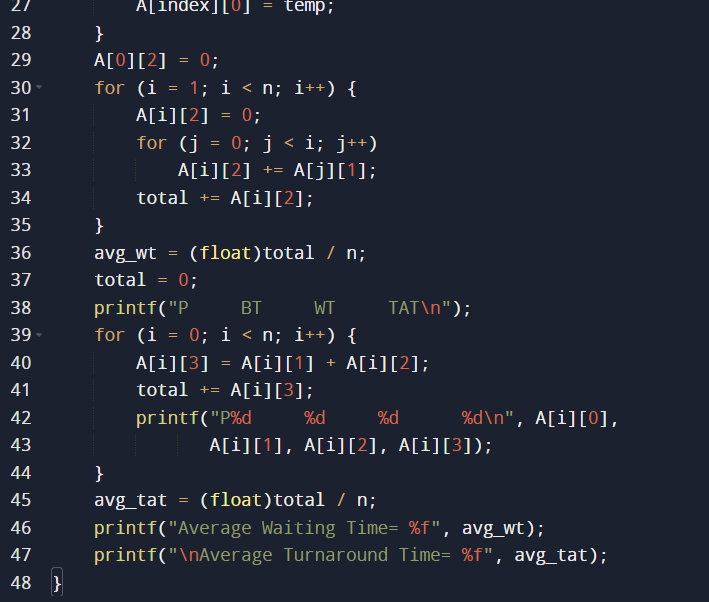 27 A[index][0] = temp;
28 }
29 A[0][2] = 0;
30 for (i = 1; i < n; i++) {
31 A[i][2] = 0;
32 for (j = 0; j < i; j++)
33 A[i][2] += A[j][1];
34 total += A[i][2];
35 }
36 avg_wt = (float)total / n;
37 total = 0;
38 printf("P     BT     WT     TAT\n");
39 for (i = 0; i < n; i++) {
40 A[i][3] = A[i][1] + A[i][2];
41 total += A[i][3];
42 printf("P%d     %d     %d      %d\n", A[i][0],
43 A[i][1], A[i][2], A[i][3]);
44 }
45 avg_tat = (float)total / n;
46 printf("Average Waiting Time= %f", avg_wt);
47 printf("\nAverage Turnaround Time= %f", avg_tat);
48 }